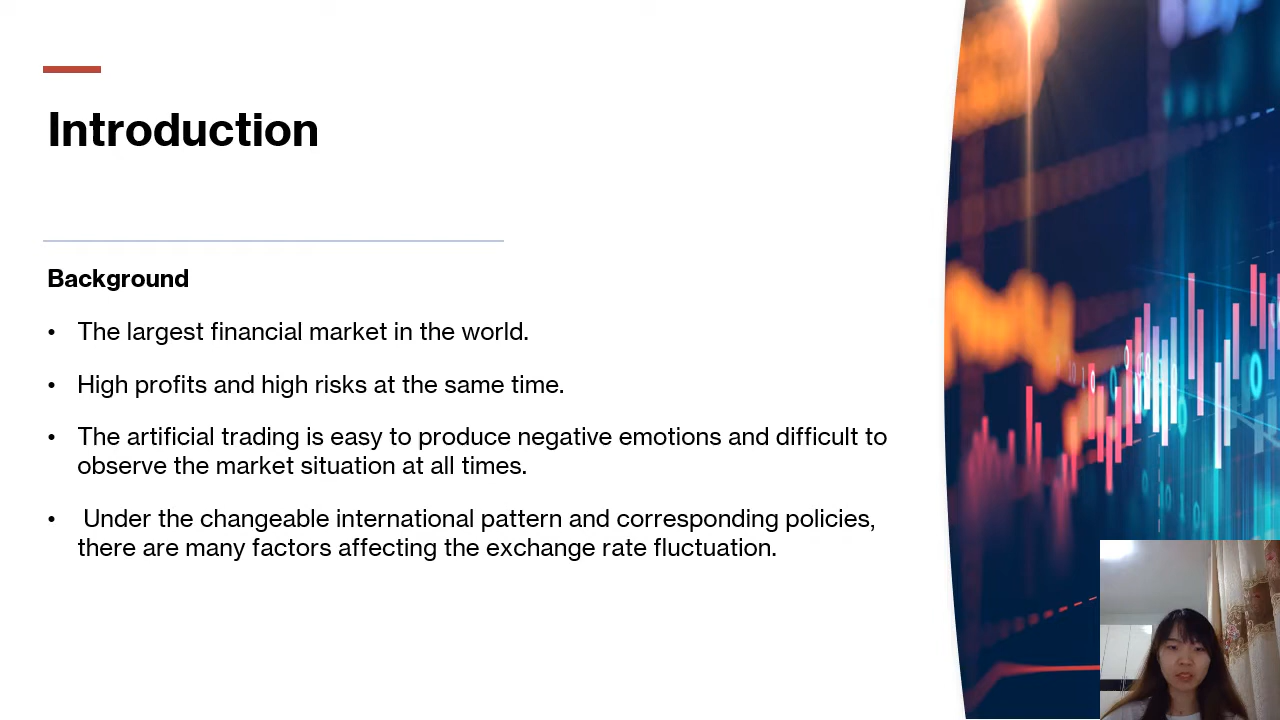 Introduction
Background
• The largest financial market in the world.
• High profits and high risks at the same time.
• The artificial trading is easy to produce negative emotions and difficult to
observe the market situation at all times.
• Under the changeable international pattern and corresponding policies,
there are many factors affecting the exchange rate fluctuation.